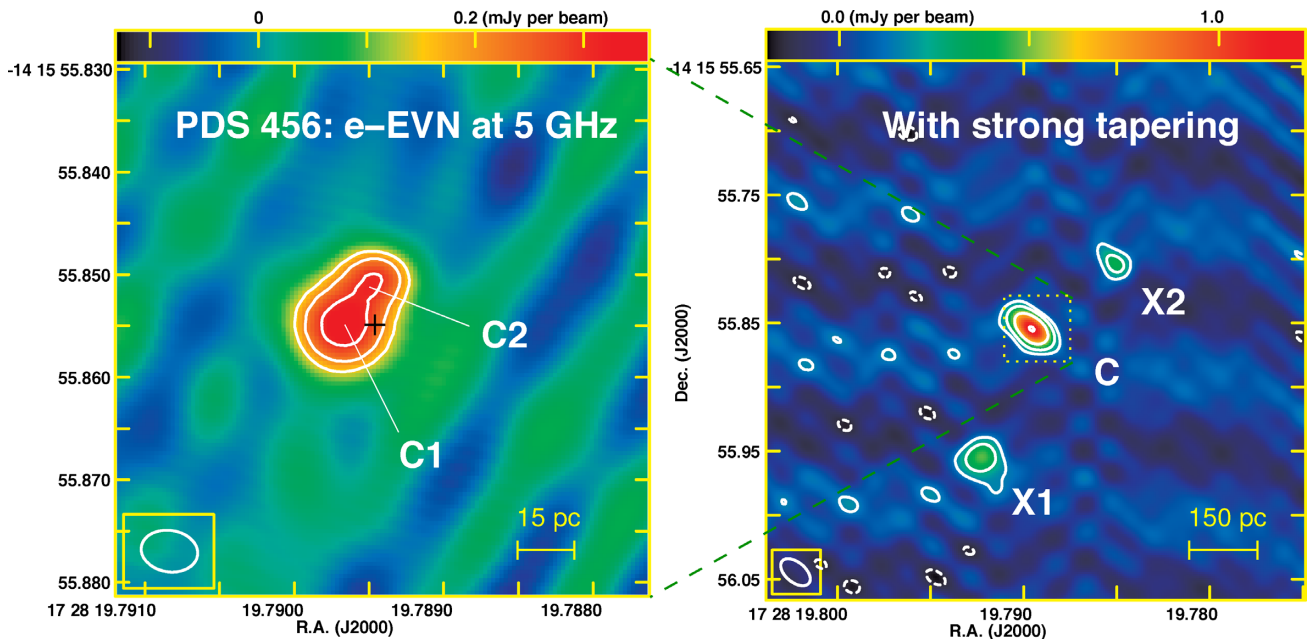 0 0.2 (mJy per beam)
-14 15 55.830
55.840
55.850
55.860
55.870
55.880
PDS 456: e–EVN at 5 GHz
C2
C1
15 pc
17 28 19.7910 19.7900 19.7890 19.7880
R.A. (J2000)
0.0 (mJy per beam) 1.0
-14 15 55.65
55.75
55.85
55.95
56.05
Dec. (J2000)
With strong tapering
X2
C
X1
150 pc
17 28 19.800 19.790 19.780
R.A. (J2000)